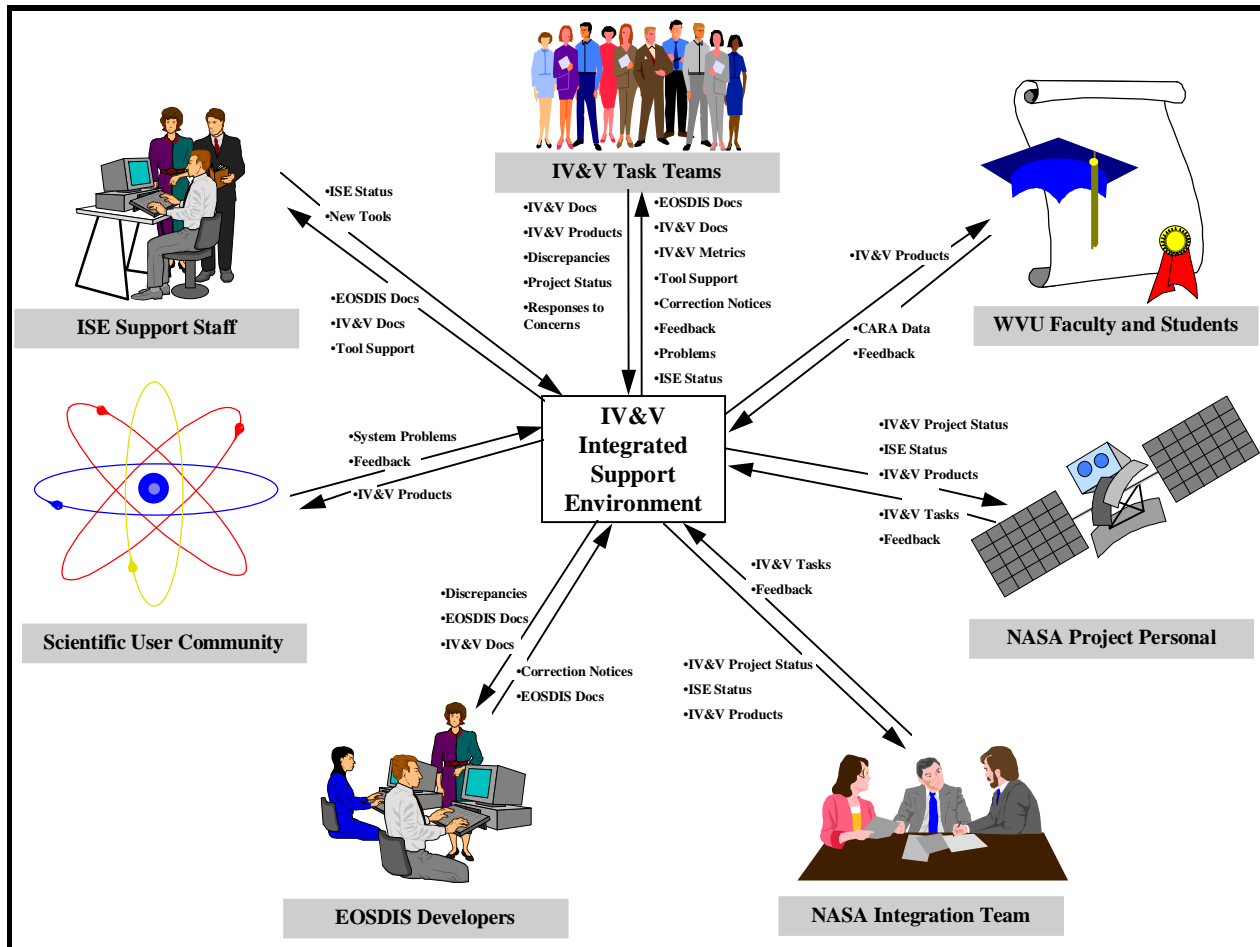 IV&V Task Teams
•IV&V Docs
•IV&V Products
•Discrepancies
•Project Status
•Responses to
Concerns
•EOSDIS Docs
•IV&V Docs
•IV&V Metrics
•Tool Support
•Correction Notices
•Feedback
•Problems
•ISE Status
•ISE Status
•New Tools
•EOSDIS Docs
•IV&V Docs
•Tool Support
ISE Support Staff
•IV&V Products
•CARA Data
•Feedback
WVU Faculty and Students
IV&V
Integrated
Support
Environment
•System Problems
•Feedback
•IV&V Products
Scientific User Community
•IV&V Project Status
•ISE Status
•IV&V Products
•IV&V Tasks
•Feedback
NASA Project Personal
•Discrepancies
•EOSDIS Docs
•IV&V Docs
•Correction Notices
•EOSDIS Docs
EOSDIS Developers
•IV&V Tasks
•Feedback
•IV&V Project Status
•ISE Status
•IV&V Products
NASA Integration Team